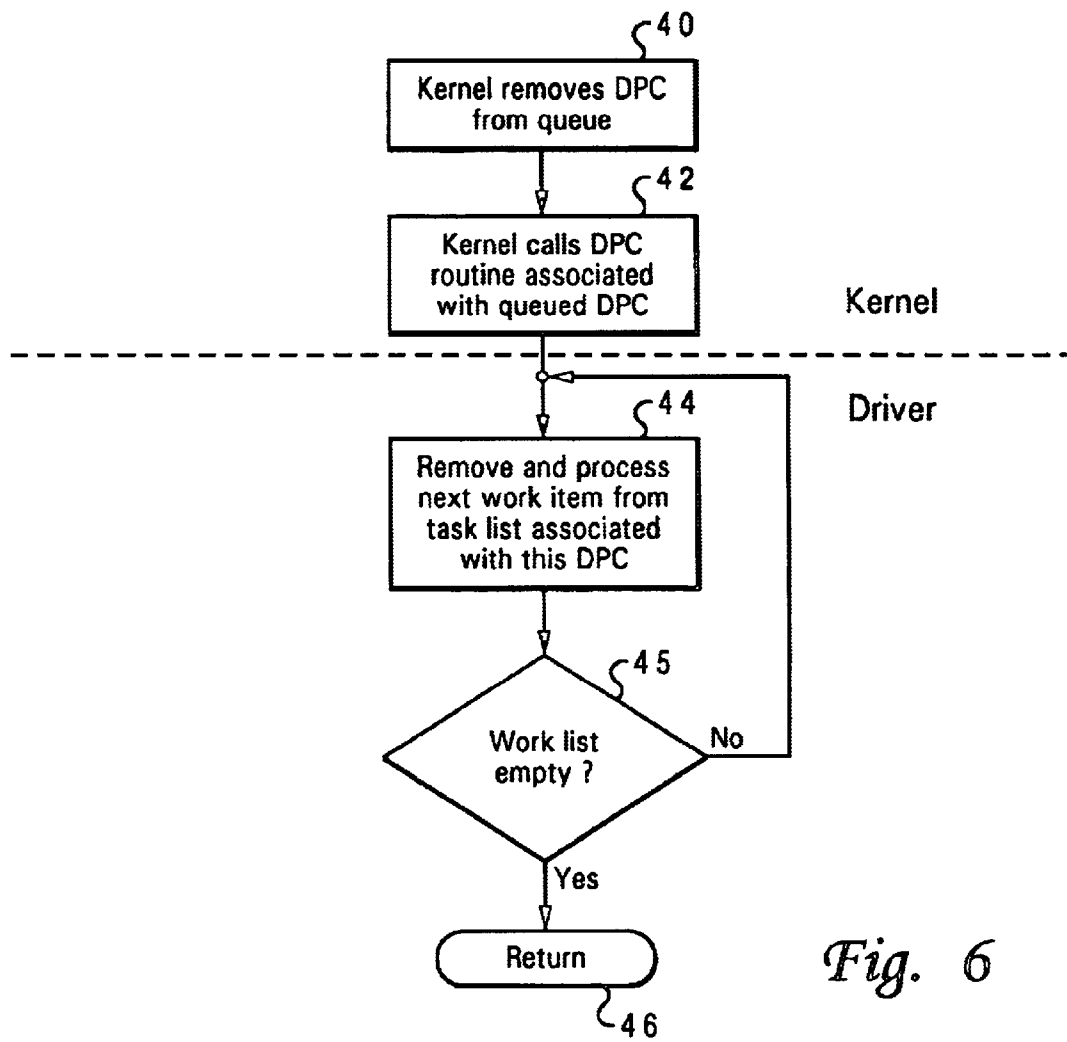 40
Kernel removes DPC
from queue
42
Kernel calls DPC
routine associated
with queued DPC
Kernel
Driver
44
Remove and process
next work item from
task list associated
with this DPC
45
Work list
empty ?
No
Yes
Return
46
Fig. 6